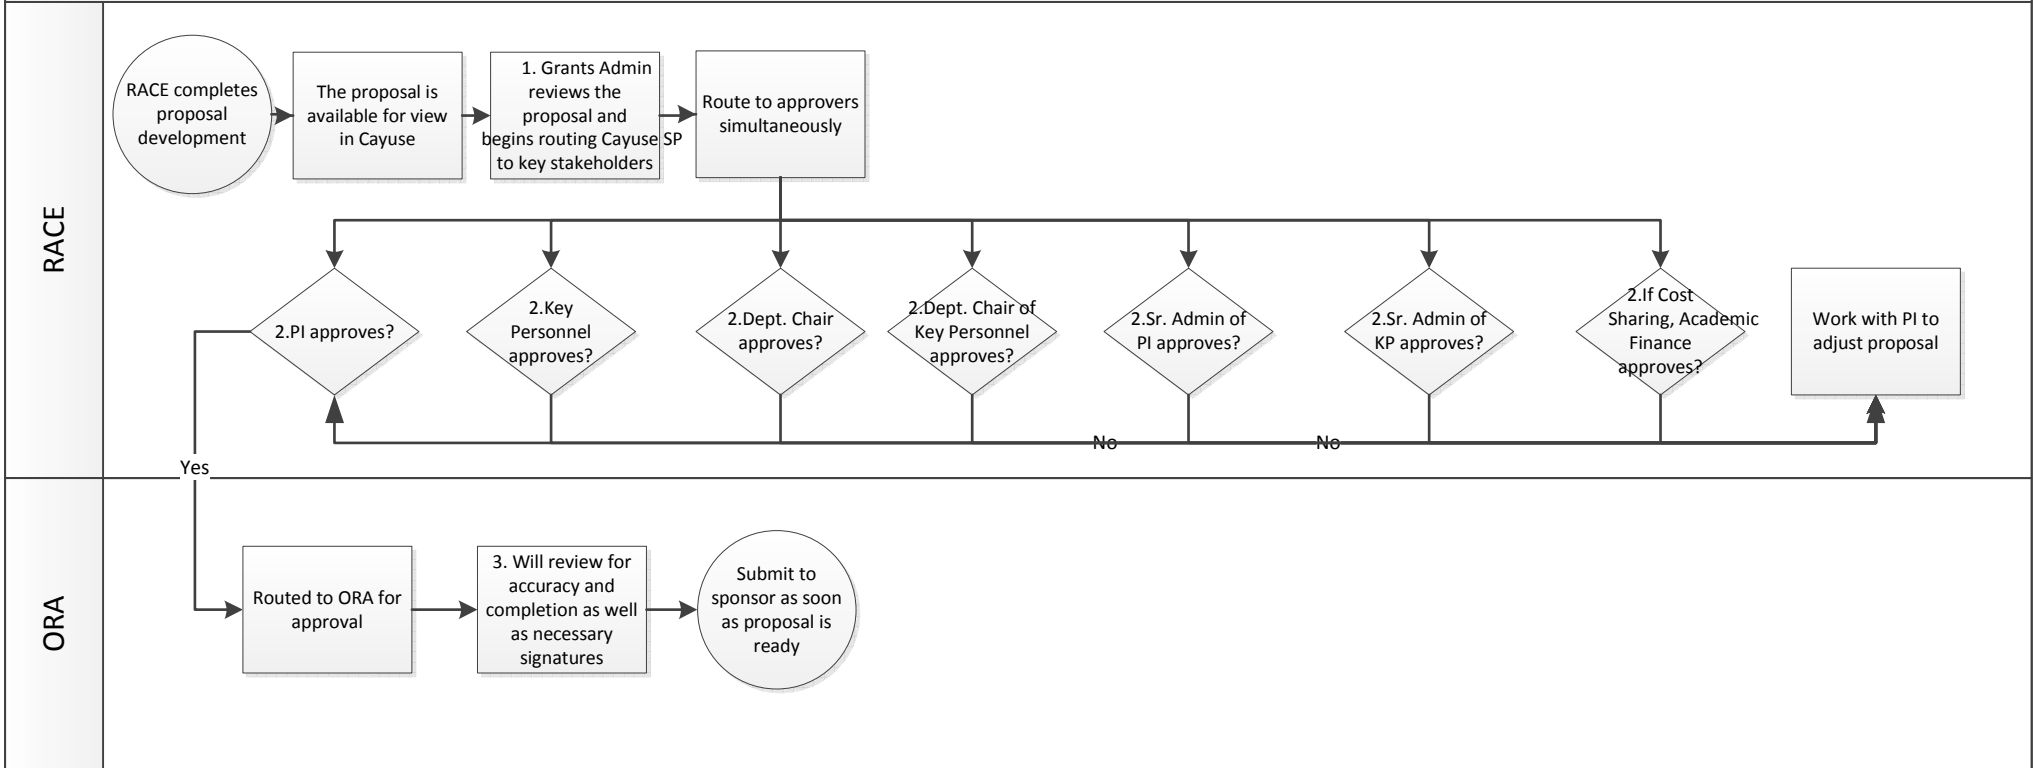 RACE
RACE completes
proposal
development
The proposal is
available for view
in Cayuse
1. Grants Admin
reviews the
proposal and
begins routing Cayuse SP
to key stakeholders
Route to approvers
simultaneously
2.PI approves?
2.Key
Personnel
approves?
2.Dept. Chair
approves?
2.Dept. Chair of
Key Personnel
approves?
2.Sr. Admin of
PI approves?
2.Sr. Admin of
KP approves?
2.If Cost
Sharing, Academic
Finance
approves?
Work with PI to
adjust proposal
No
No
Yes
ORA
Routed to ORA for
approval
3. Will review for
accuracy and
completion as well
as necessary
signatures
Submit to
sponsor as soon
as proposal is
ready